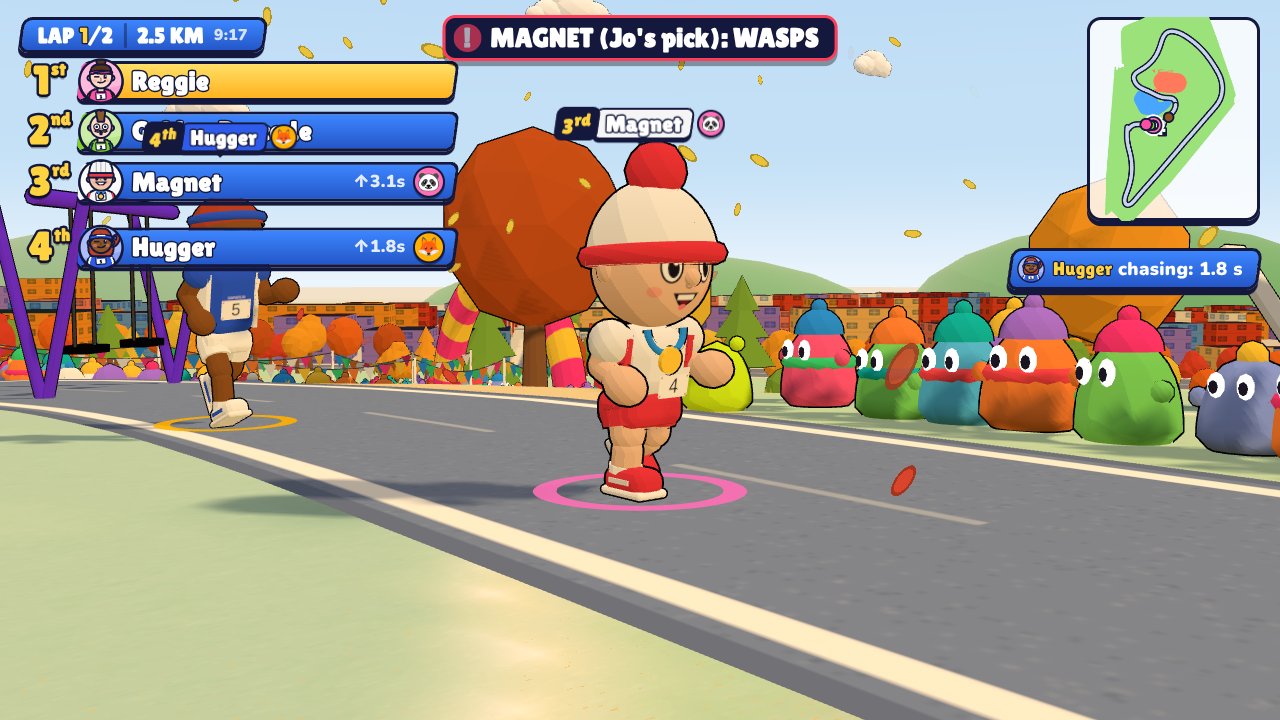 LAP 1/2 2.5 KM 9:17
! MAGNET (Jo's pick): WASPS
1st Reggie
2nd
4th Hugger
3rd Magnet
3rd Magnet ↑3.1s
4th Hugger ↑1.8s
Hugger chasing: 1.8 s
5
4